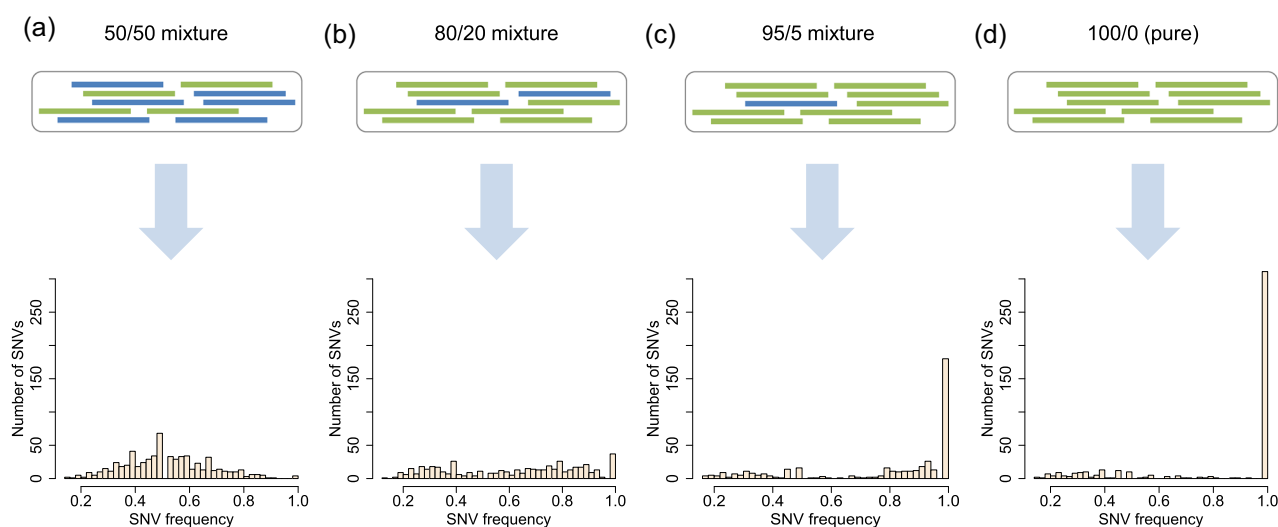 (a) 50/50 mixture
(b) 80/20 mixture
(c) 95/5 mixture
(d) 100/0 (pure)
Number of SNVs
250
150
50
0
0.2 0.4 0.6 0.8 1.0
SNV frequency
Number of SNVs
250
150
50
0
0.2 0.4 0.6 0.8 1.0
SNV frequency
Number of SNVs
250
150
50
0
0.2 0.4 0.6 0.8 1.0
SNV frequency
Number of SNVs
250
150
50
0
0.2 0.4 0.6 0.8 1.0
SNV frequency